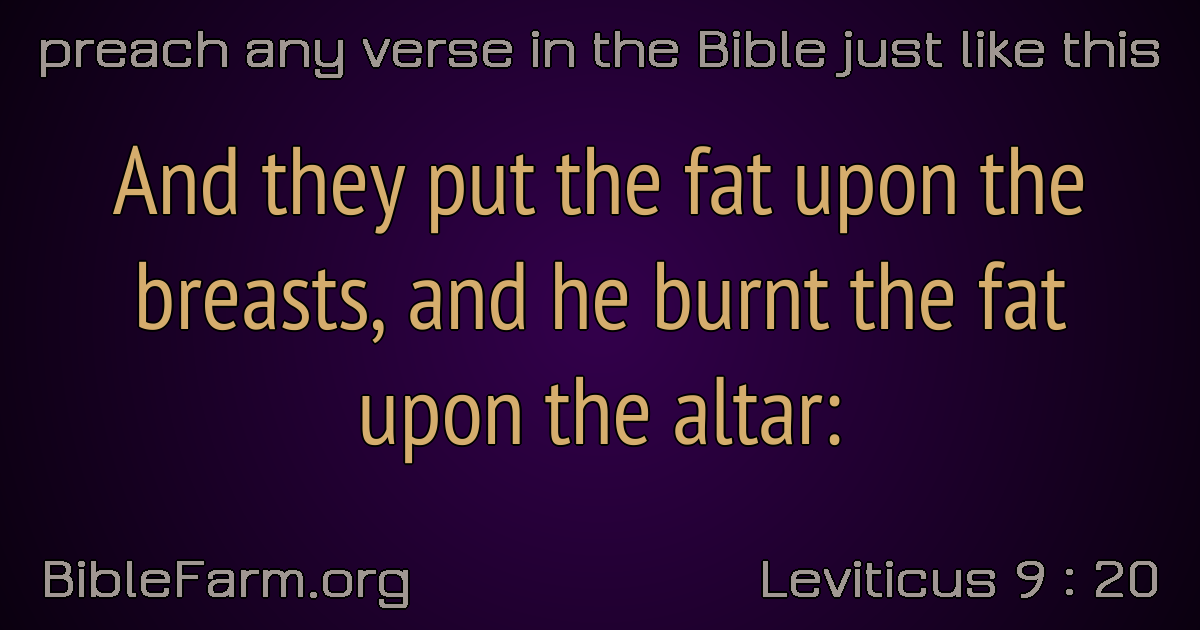 preach any verse in the Bible just like this
And they put the fat upon the
breasts, and he burnt the fat
upon the altar:
BibleFarm.org
Leviticus 9 : 20